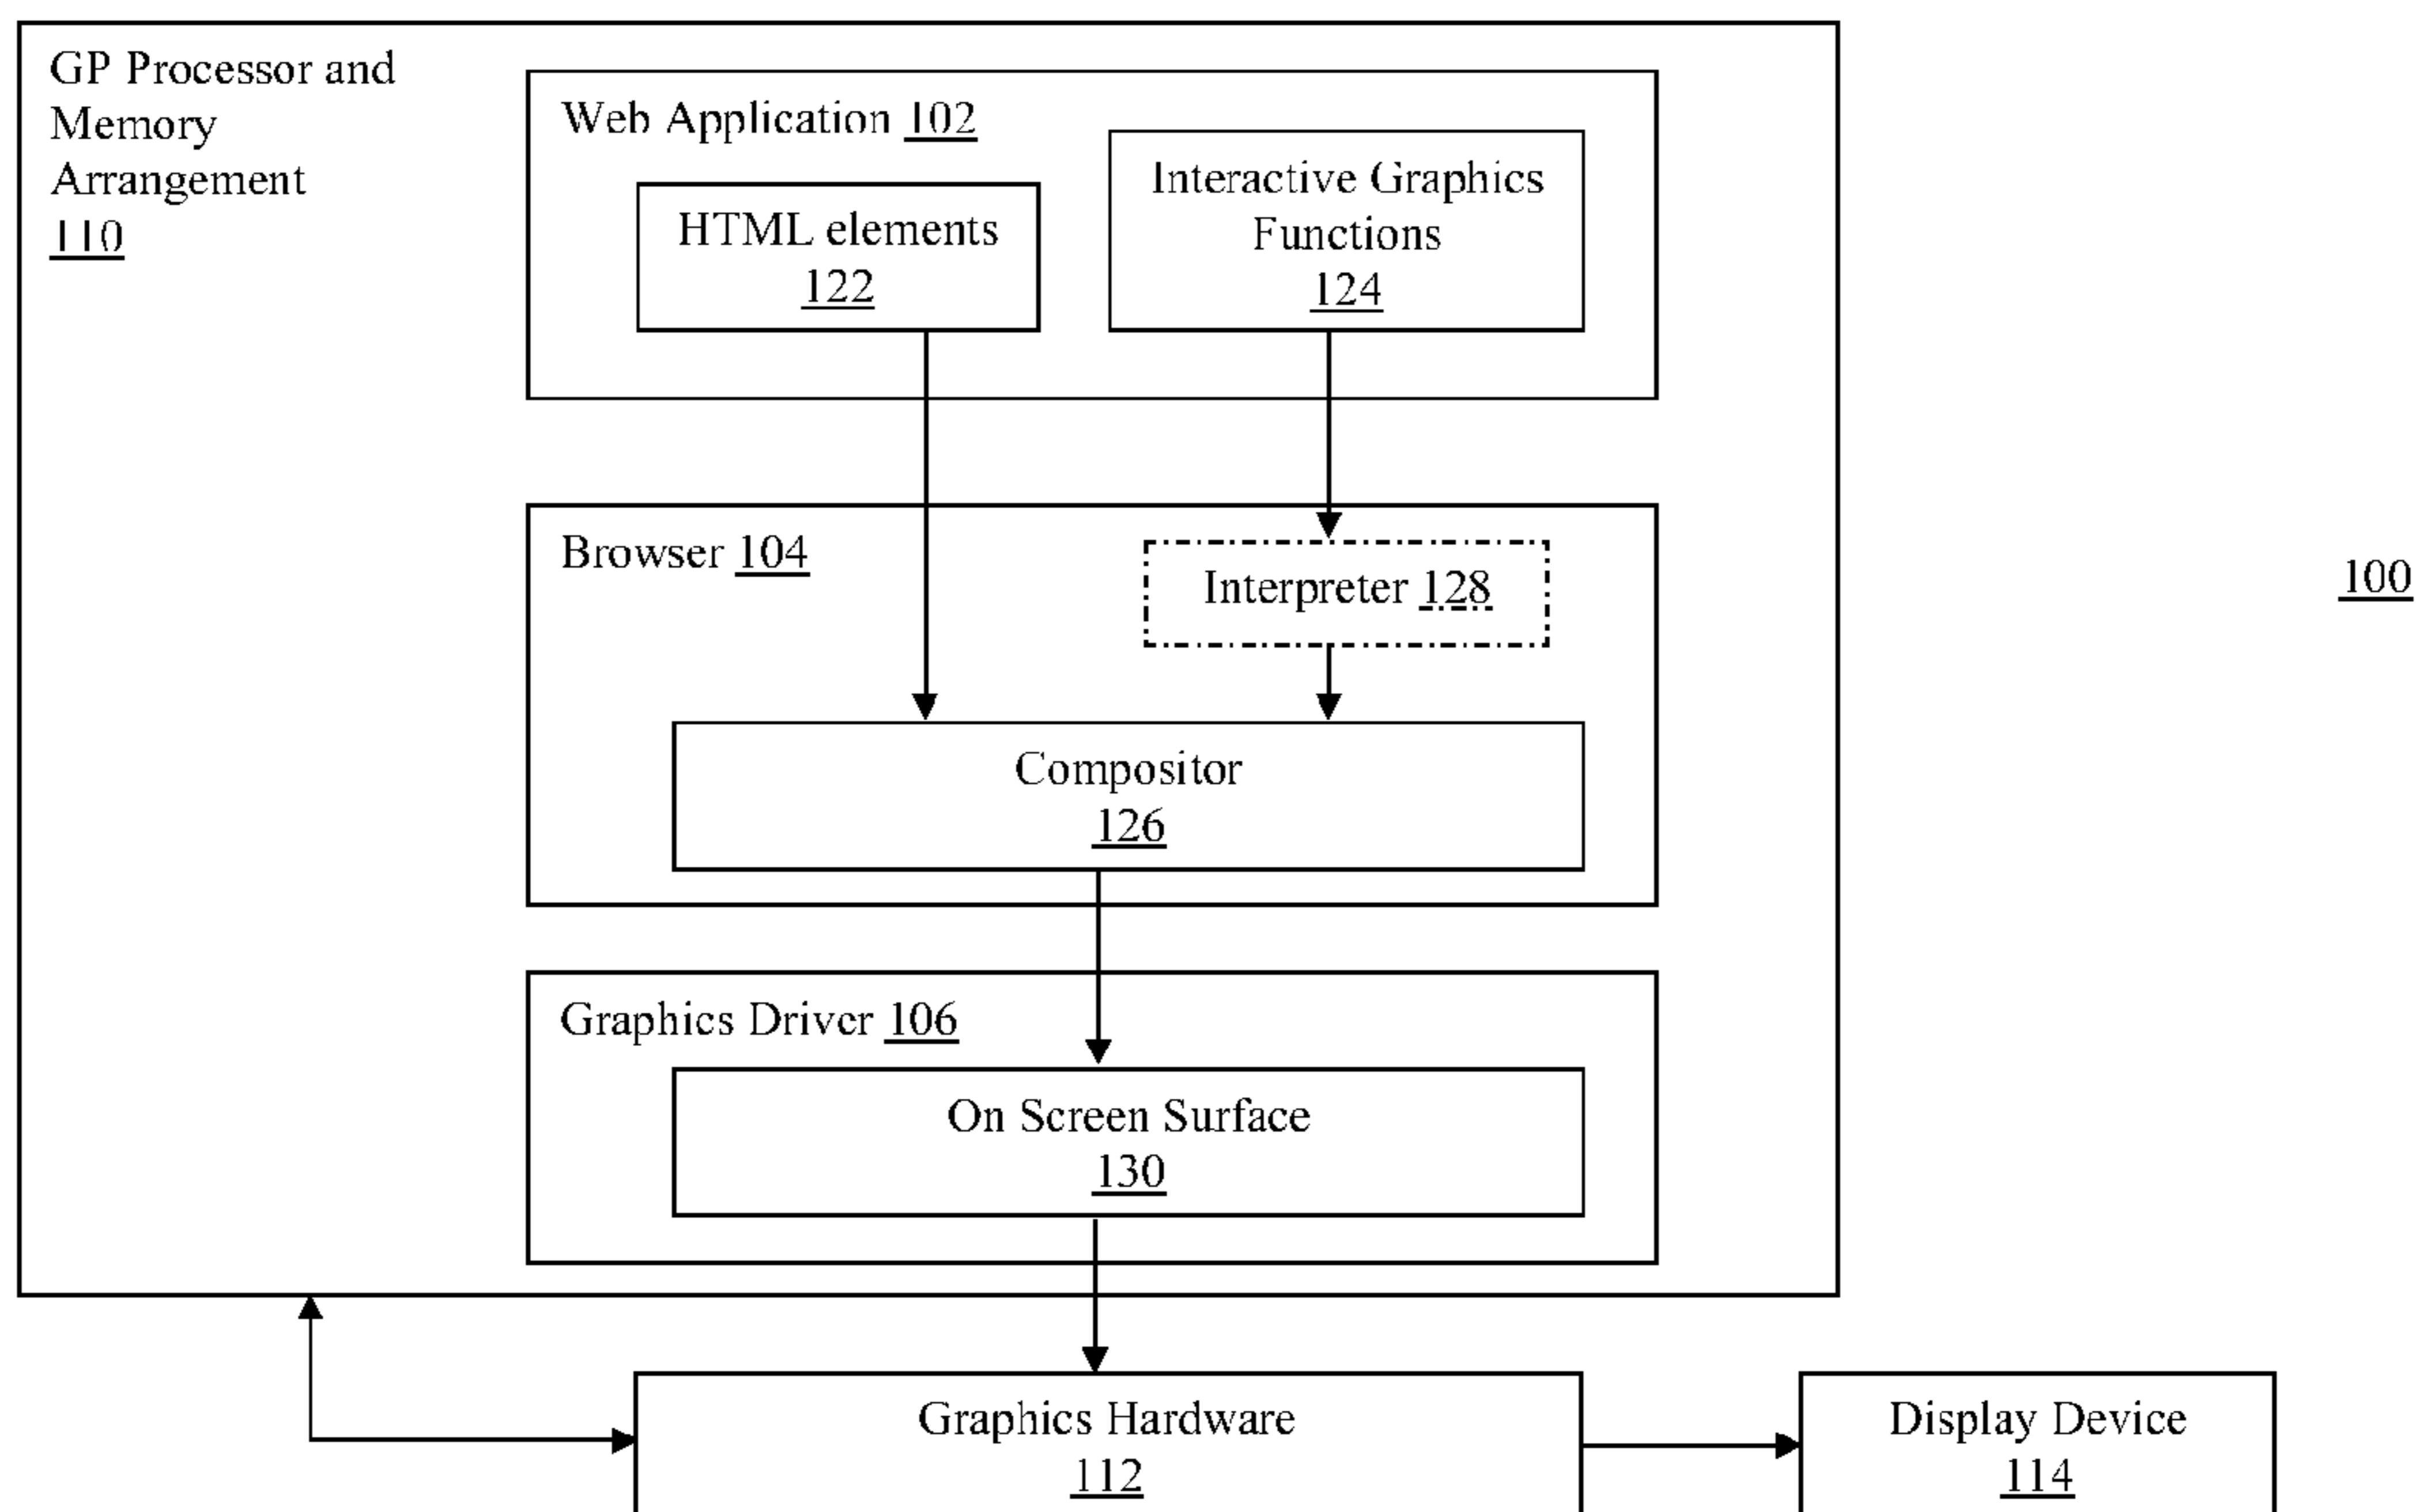 GP Processor and
Memory
Arrangement
110
Web Application 102
HTML elements
122
Interactive Graphics
Functions
124
Browser 104
Interpreter 128
Compositor
126
100
Graphics Driver 106
On Screen Surface
130
Graphics Hardware
112
Display Device
114